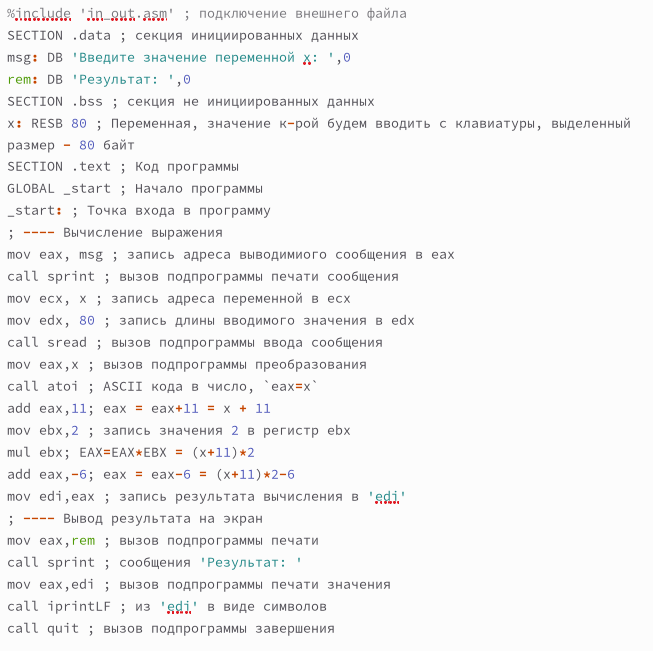 %include 'in_out.asm' ; подключение внешнего файла
SECTION .data ; секция инициированных данных
msg: DB 'Введите значение переменной x: ',0
rem: DB 'Результат: ',0
SECTION .bss ; секция не инициированных данных
x: RESB 80 ; Переменная, значение к-рой будем вводить с клавиатуры, выделенный
размер - 80 байт
SECTION .text ; Код программы
GLOBAL _start ; Начало программы
_start: ; Точка входа в программу
; ---- Вычисление выражения
mov eax, msg ; запись адреса выводимиого сообщения в eax
call sprint ; вызов подпрограммы печати сообщения
mov ecx, x ; запись адреса переменной в ecx
mov edx, 80 ; запись длины вводимого значения в edx
call sread ; вызов подпрограммы ввода сообщения
mov eax,x ; вызов подпрограммы преобразования
call atoi ; ASCII кода в число, `eax=x`
add eax,11; eax = eax+11 = x + 11
mov ebx,2 ; запись значения 2 в регистр ebx
mul ebx; EAX=EAX*EBX = (x+11)*2
add eax,-6; eax = eax-6 = (x+11)*2-6
mov edi,eax ; запись результата вычисления в 'edi'
; ---- Вывод результата на экран
mov eax,rem ; вызов подпрограммы печати
call sprint ; сообщения 'Результат: '
mov eax,edi ; вызов подпрограммы печати значения
call iprintLF ; из 'edi' в виде символов
call quit ; вызов подпрограммы завершения